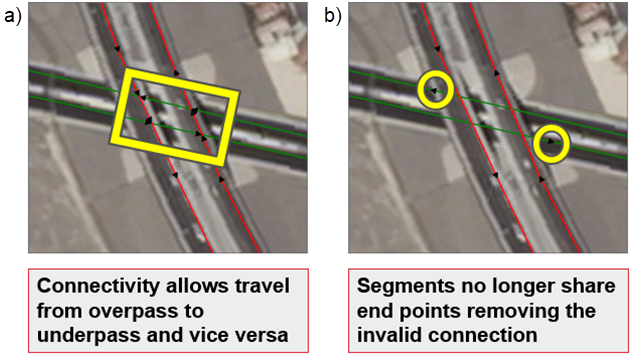 a)
b)
Connectivity allows travel
from overpass to
underpass and vice versa
Segments no longer share
end points removing the
invalid connection